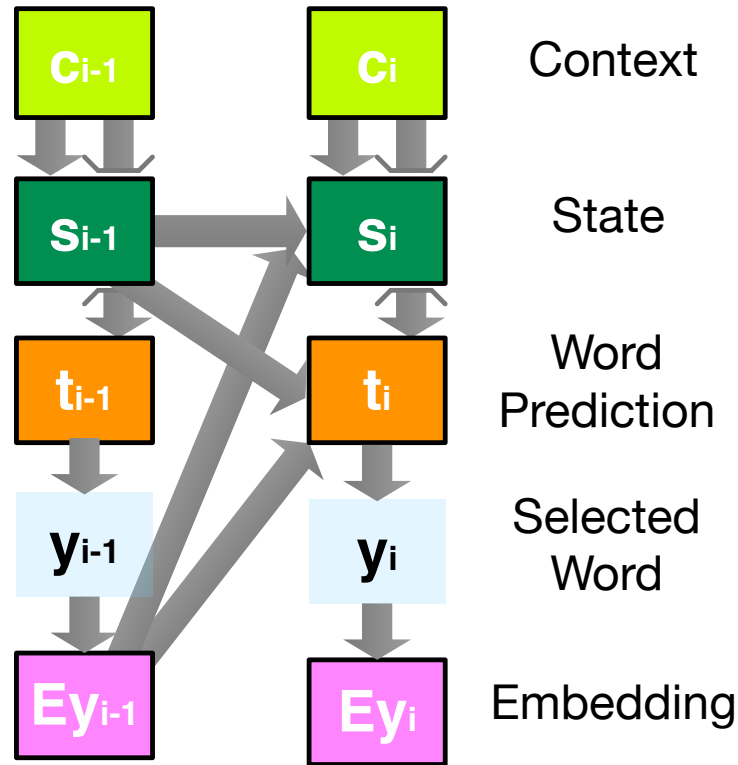 ci-1 ci Context
si-1 si State
ti-1 ti Word
Prediction
yi-1 yi Selected
Word
Eyi-1 Eyi Embedding